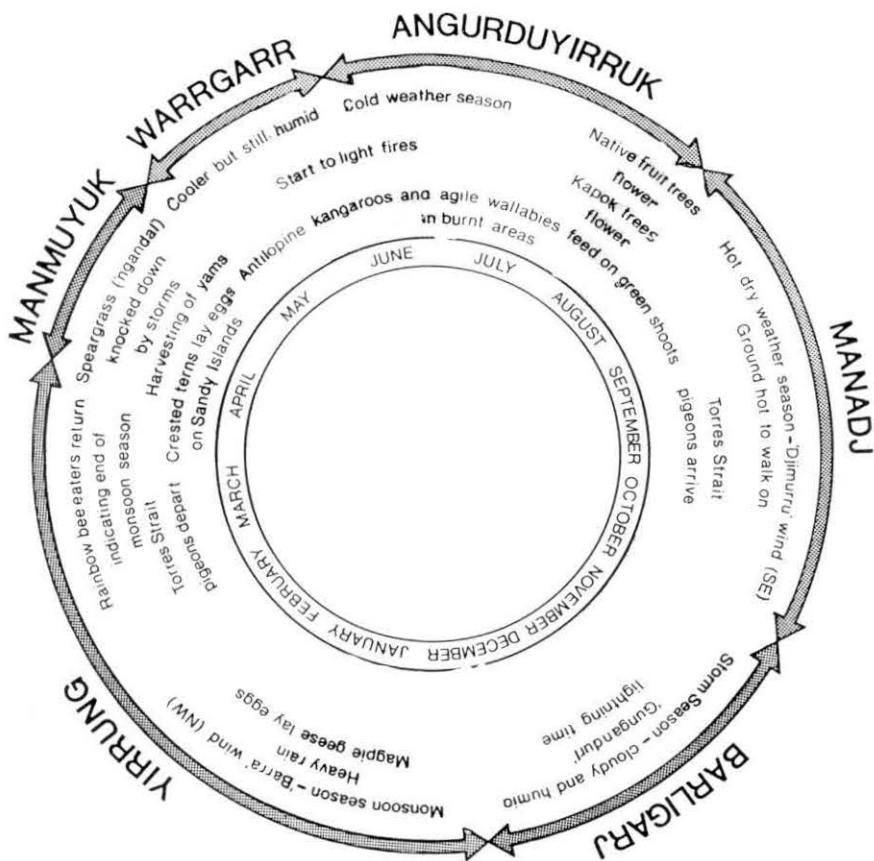 ANGURDUYIRRUK
Cold weather season
Start to light fires
Antilopine kangaroos and agile wallabies feed on green shoots
in burnt areas
Native fruit trees
flower
Kapok trees
flower
MANADJ
Hot dry weather season – 'Djimurru' wind (SE)
Ground hot to walk on
Torres Strait
pigeons arrive
BARLIGARJ
Storm Season – cloudy and humid
'Gunganduri'
lightning time
YIRRUNG
Monsoon season – 'Barra' wind (NW)
Heavy rain
Magpie geese lay eggs
Rainbow bee eaters return
indicating end of
monsoon season
Torres Strait
pigeons depart
MANMUYUK
Speargrass ('ngandal')
knocked down
by storms
Harvesting of yams
Crested terns lay eggs
on Sandy Islands
WARRGARR
Cooler but still humid
JANUARY
FEBRUARY
MARCH
APRIL
MAY
JUNE
JULY
AUGUST
SEPTEMBER
OCTOBER
NOVEMBER
DECEMBER